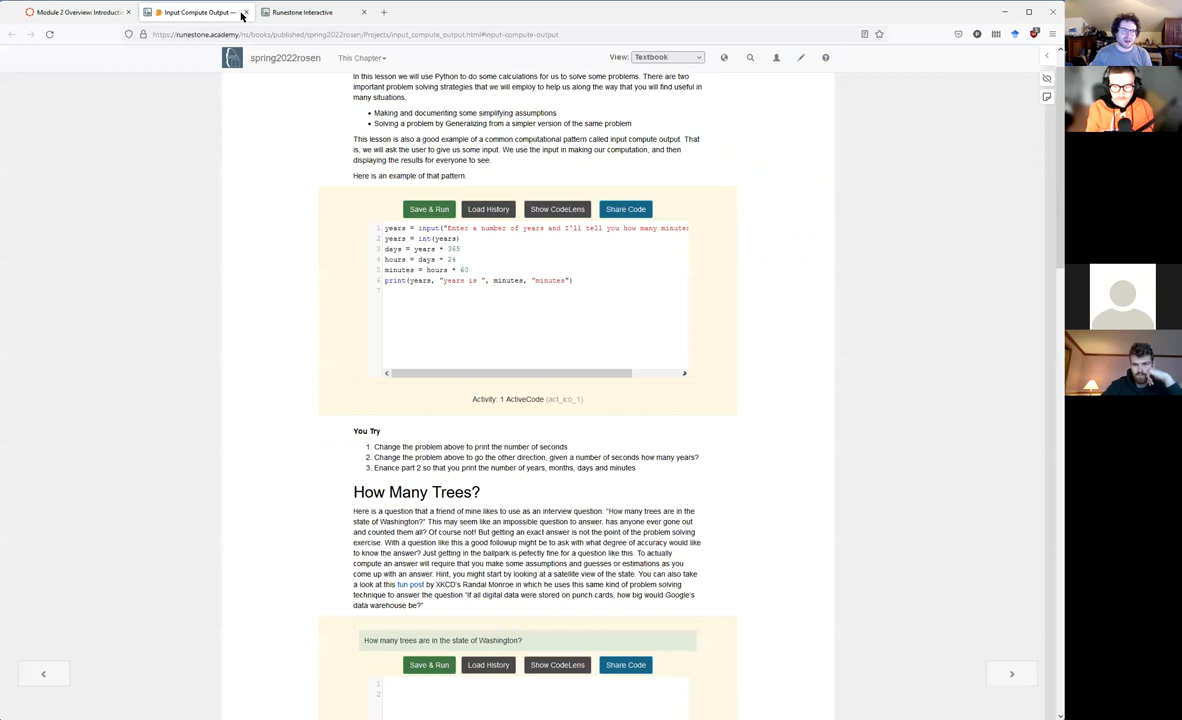 Module 2 Overview: Introducti
Input Compute Output —
Runestone Interactive
https://runestone.academy/ns/books/published/spring2022rosen/Projects/input_compute_output.html#input-compute-output
spring2022rosen
This Chapter
View:
Textbook
In this lesson we will use Python to do some calculations for us to solve some problems. There are two
important problem solving strategies that we will employ to help us along the way that you will find useful in
many situations.
• Making and documenting some simplifying assumptions
• Solving a problem by Generalizing from a simpler version of the same problem
This lesson is also a good example of a common computational pattern called input compute output. That
is, we will ask the user to give us some input. We use the input in making our computation, and then
displaying the results for everyone to see.
Here is an example of that pattern.
Save & Run
Load History
Show CodeLens
Share Code
1 years = input("Enter a number of years and I'll tell you how many minutes
2 years = int(years)
3 days = years * 365
4 hours = days * 24
5 minutes = hours * 60
6 print(years, "years is ", minutes, "minutes")
7
Activity: 1 ActiveCode (act_ico_1)
You Try
1. Change the problem above to print the number of seconds
2. Change the problem above to go the other direction, given a number of seconds how many years?
3. Enance part 2 so that you print the number of years, months, days and minutes
How Many Trees?
Here is a question that a friend of mine likes to use as an interview question. “How many trees are in the
state of Washington?” This may seem like an impossible question to answer, has anyone ever gone out
and counted them all? Of course not! But getting an exact answer is not the point of the problem solving
exercise. With a question like this a good followup might be to ask with what degree of accuracy would like
to know the answer? Just getting in the ballpark is pefectly fine for a question like this. To actually
compute an answer will require that you make some assumptions and guesses or estimations as you
come up with an answer. Hint, you might start by looking at a satellite view of the state. You can also take
a look at this fun post by XKCD’s Randal Monroe in which he uses this same kind of problem solving
technique to answer the question “If all digital data were stored on punch cards, how big would Google’s
data warehouse be?”
How many trees are in the state of Washington?
Save & Run
Load History
Show CodeLens
Share Code
1
2